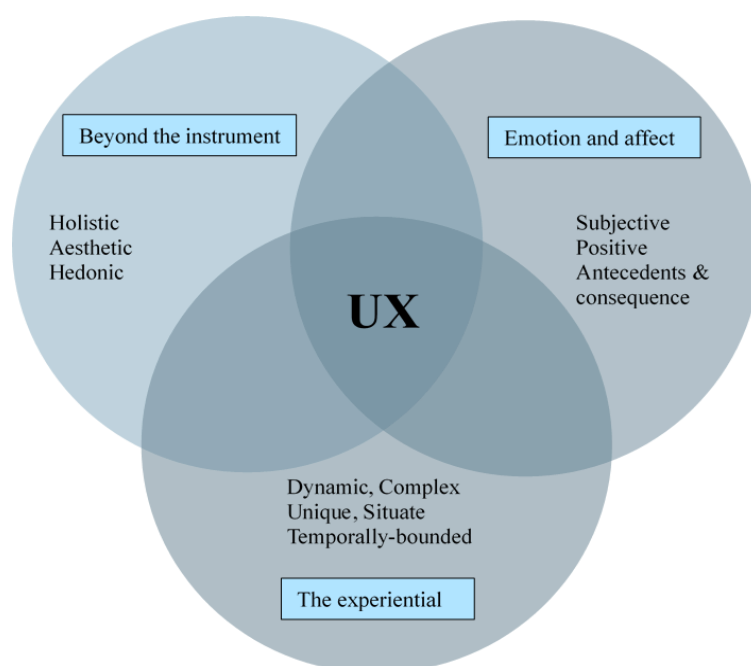 Beyond the instrument
Emotion and affect
Holistic
Aesthetic
Hedonic
Subjective
Positive
Antecedents &
consequence
UX
Dynamic, Complex
Unique, Situate
Temporally-bounded
The experiential